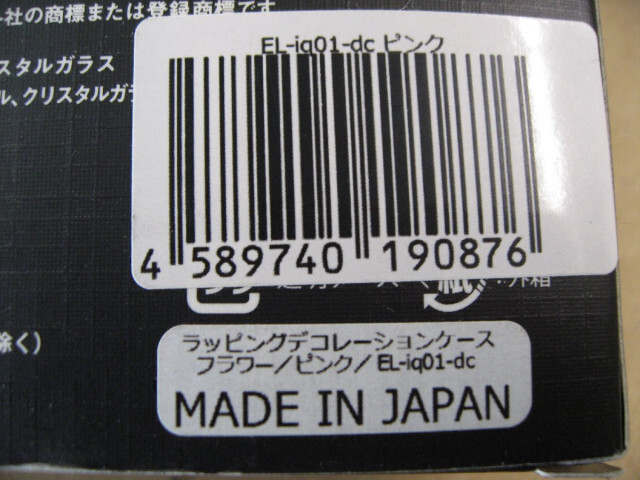 社の商標または登録商標です
スタルガラス
ル、クリスタルガラ
EL-iq01-dc ピンク
4 589740 190876
紙
外箱
除く)
ラッピングデコレーションケース
フラワー/ピンク/EL-iq01-dc
MADE IN JAPAN